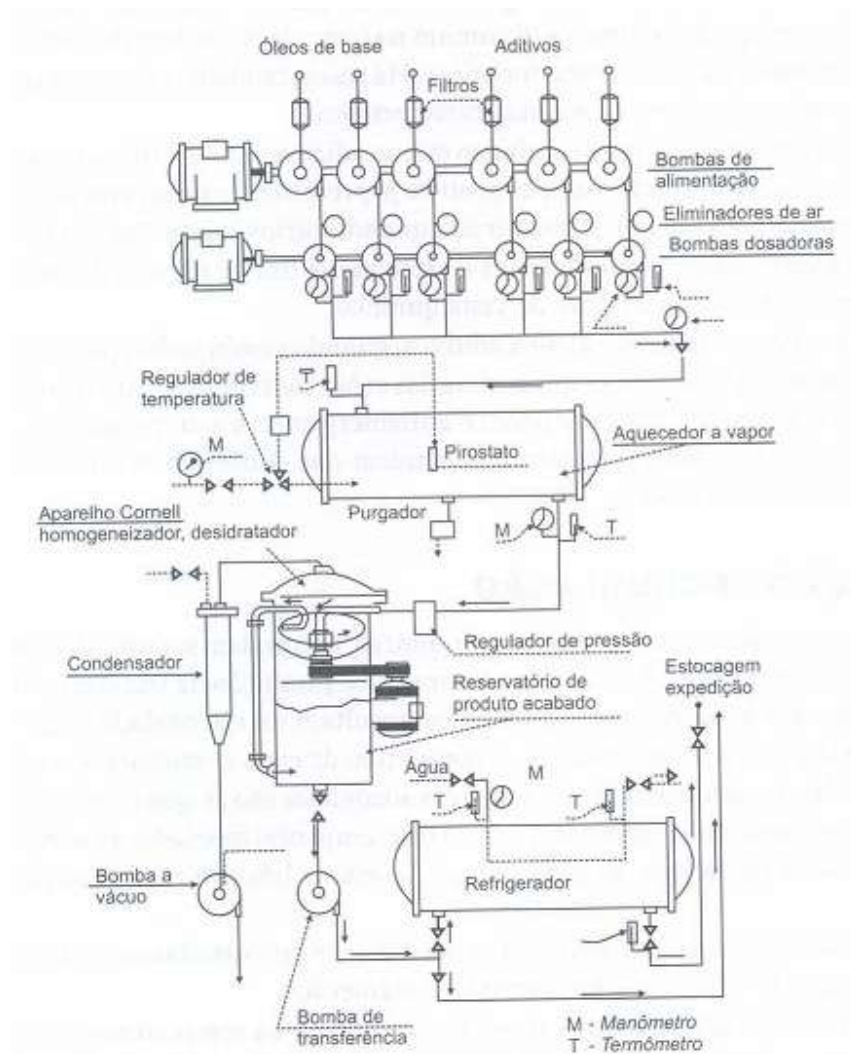 Óleos de base
Aditivos
Filtros
Bombas de
alimentação
Eliminadores de ar
Bombas dosadoras
Regulador de
temperatura
T
M
Pirostato
Aquecedor a vapor
Purgador
M
T
Aparelho Cornell
homogeneizador, desidratador
Regulador de pressão
Condensador
Estocagem
expedição
Reservatório de
produto acabado
Água
M
T
T
Refrigerador
Bomba a
vácuo
Bomba de
transferência
M - Manômetro
T - Termômetro